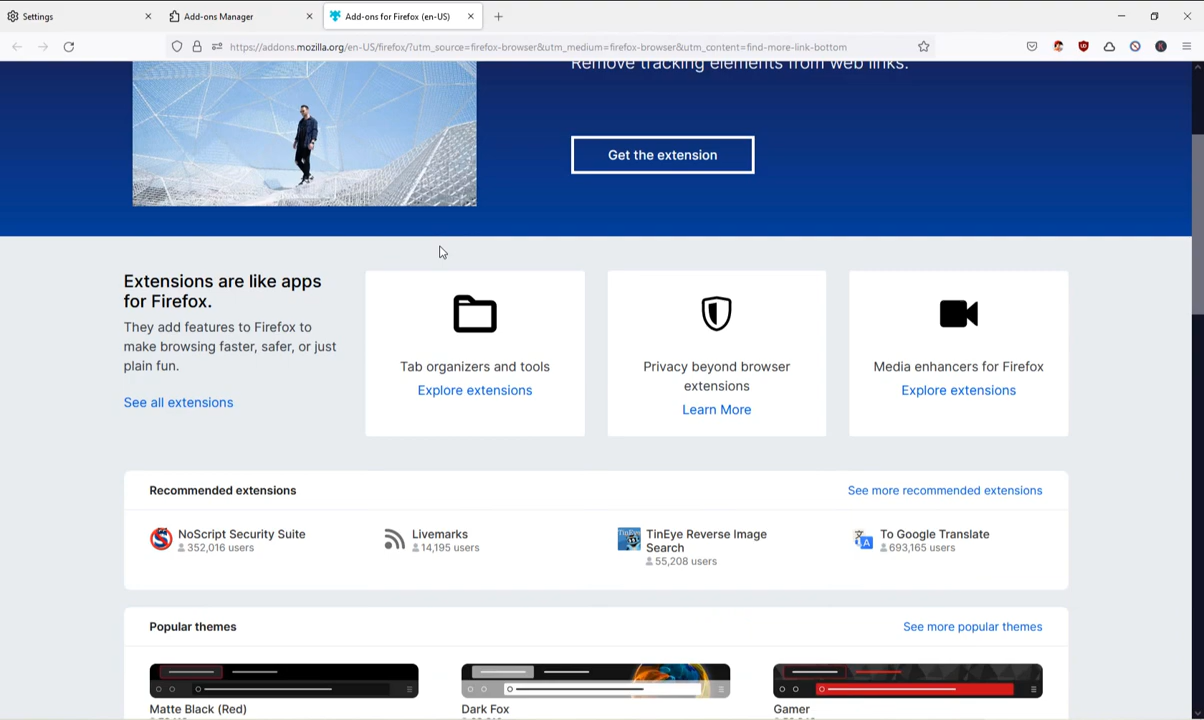 Settings
Add-ons Manager
Add-ons for Firefox (en-US)
https://addons.mozilla.org/en-US/firefox/?utm_source=firefox-browser&utm_medium=firefox-browser&utm_content=find-more-link-bottom
Remove tracking elements from web links.
Get the extension
Extensions are like apps
for Firefox.
They add features to Firefox to
make browsing faster, safer, or just
plain fun.
See all extensions
Tab organizers and tools
Explore extensions
Privacy beyond browser
extensions
Learn More
Media enhancers for Firefox
Explore extensions
Recommended extensions
See more recommended extensions
NoScript Security Suite
352,016 users
Livemarks
14,195 users
TinEye Reverse Image
Search
55,208 users
To Google Translate
693,165 users
Popular themes
See more popular themes
Matte Black (Red)
Dark Fox
Gamer